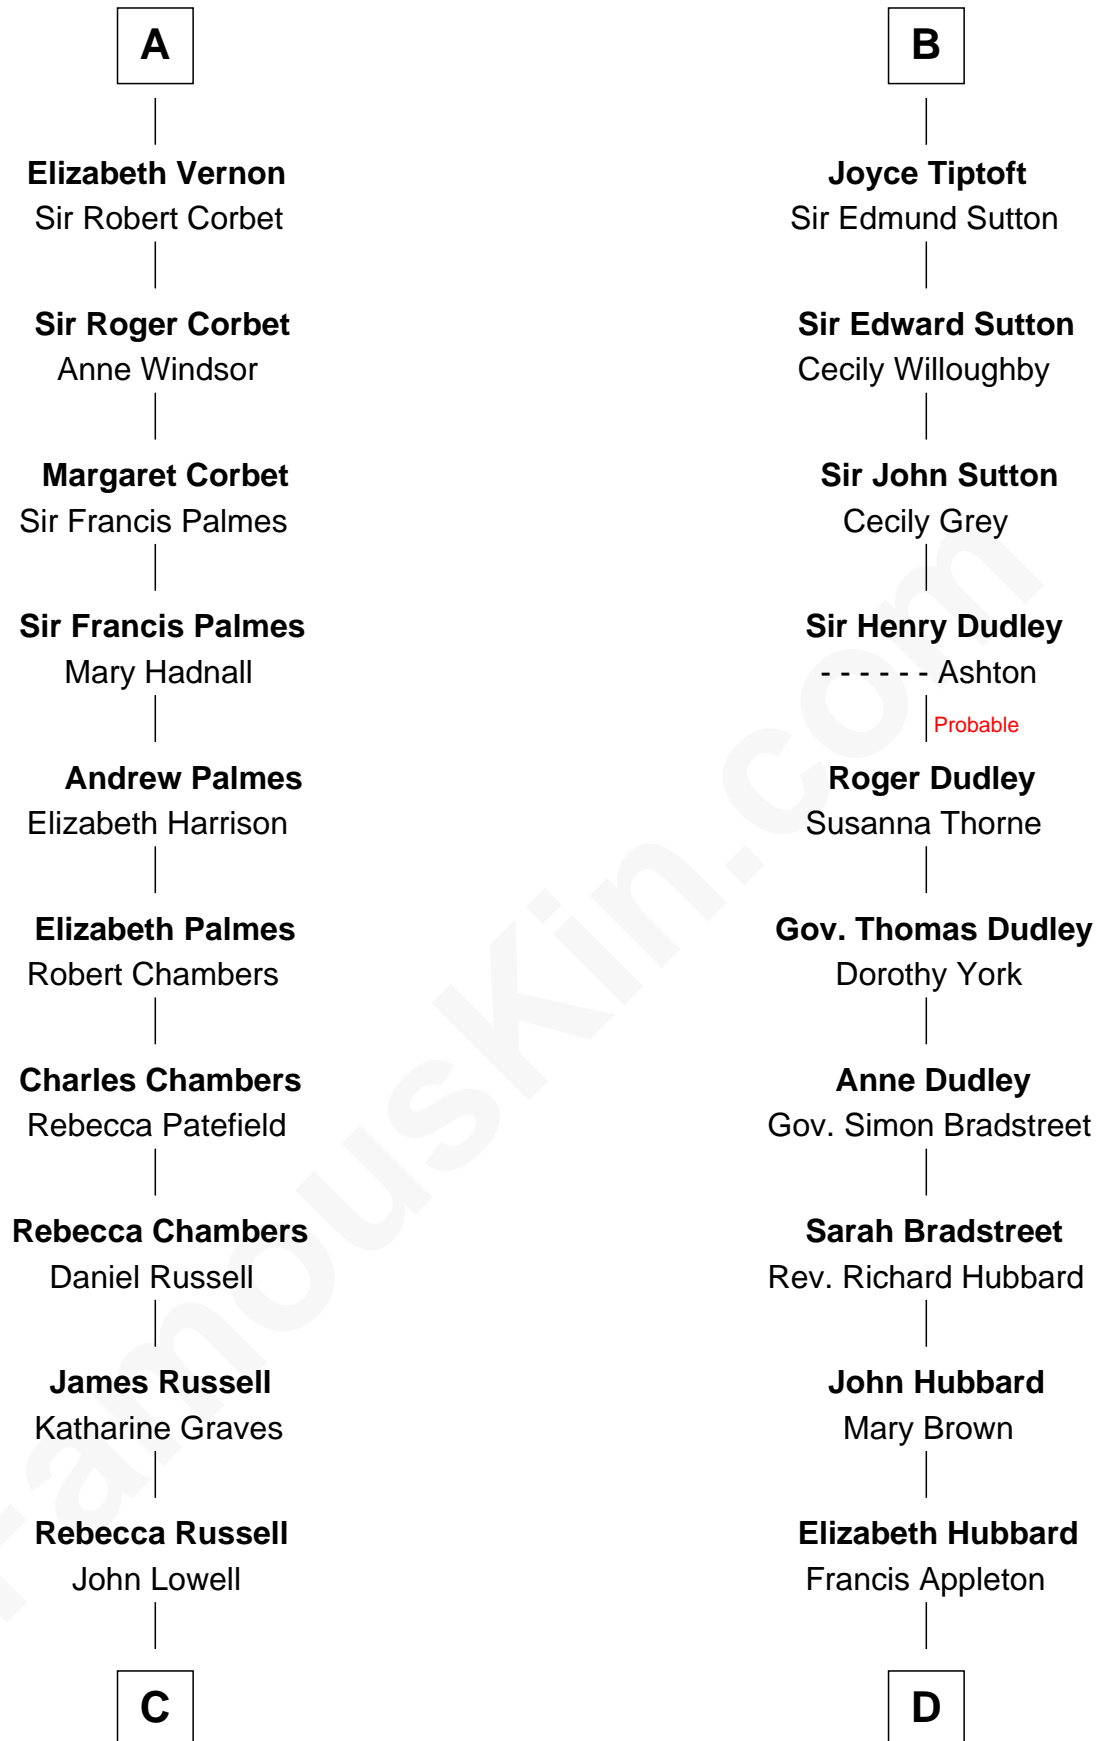 A
Elizabeth Vernon
Sir Robert Corbet
Sir Roger Corbet
Anne Windsor
Margaret Corbet
Sir Francis Palmes
Sir Francis Palmes
Mary Hadnall
Andrew Palmes
Elizabeth Harrison
Elizabeth Palmes
Robert Chambers
Charles Chambers
Rebecca Patefield
Rebecca Chambers
Daniel Russell
James Russell
Katharine Graves
Rebecca Russell
John Lowell
C
B
Joyce Tiptoft
Sir Edmund Sutton
Sir Edward Sutton
Cecily Willoughby
Sir John Sutton
Cecily Grey
Sir Henry Dudley
- - - - - - Ashton
Probable
Roger Dudley
Susanna Thorne
Gov. Thomas Dudley
Dorothy York
Anne Dudley
Gov. Simon Bradstreet
Sarah Bradstreet
Rev. Richard Hubbard
John Hubbard
Mary Brown
Elizabeth Hubbard
Francis Appleton
D
FamousKin.com